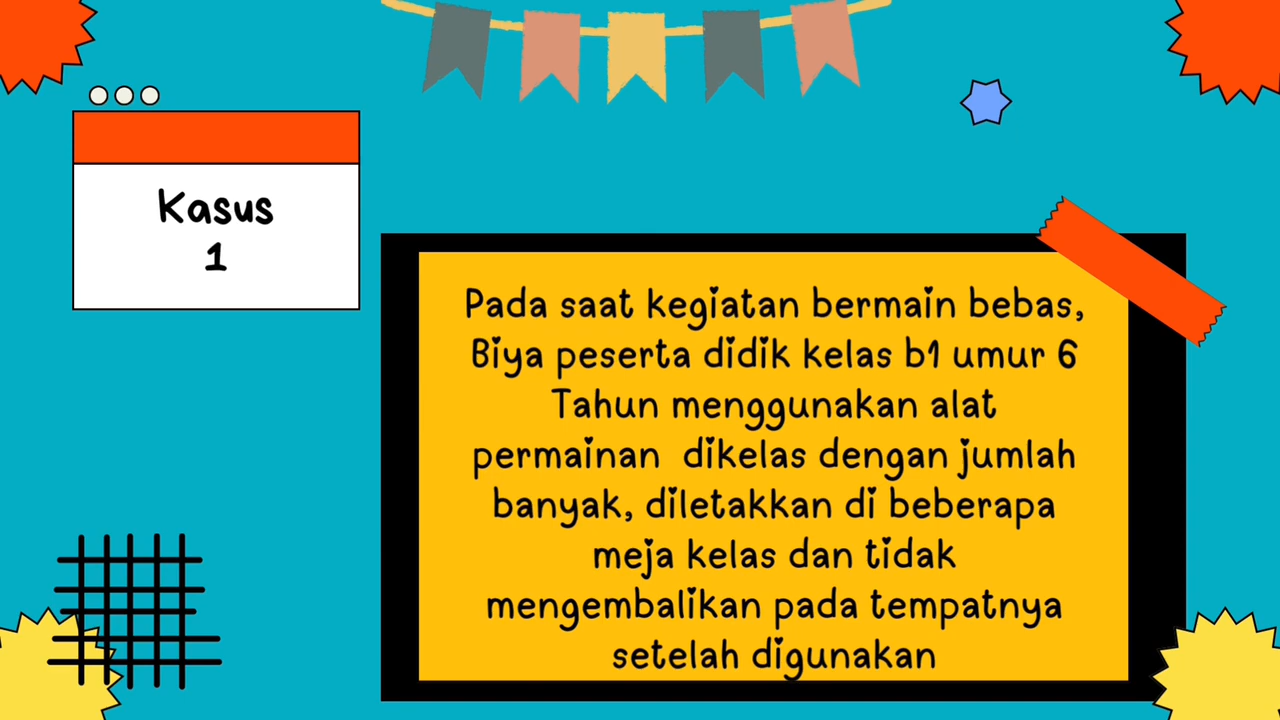 Kasus
1
Pada saat kegiatan bermain bebas,
Biya peserta didik kelas b1 umur 6
Tahun menggunakan alat
permainan dikelas dengan jumlah
banyak, diletakkan di beberapa
meja kelas dan tidak
mengembalikan pada tempatnya
setelah digunakan